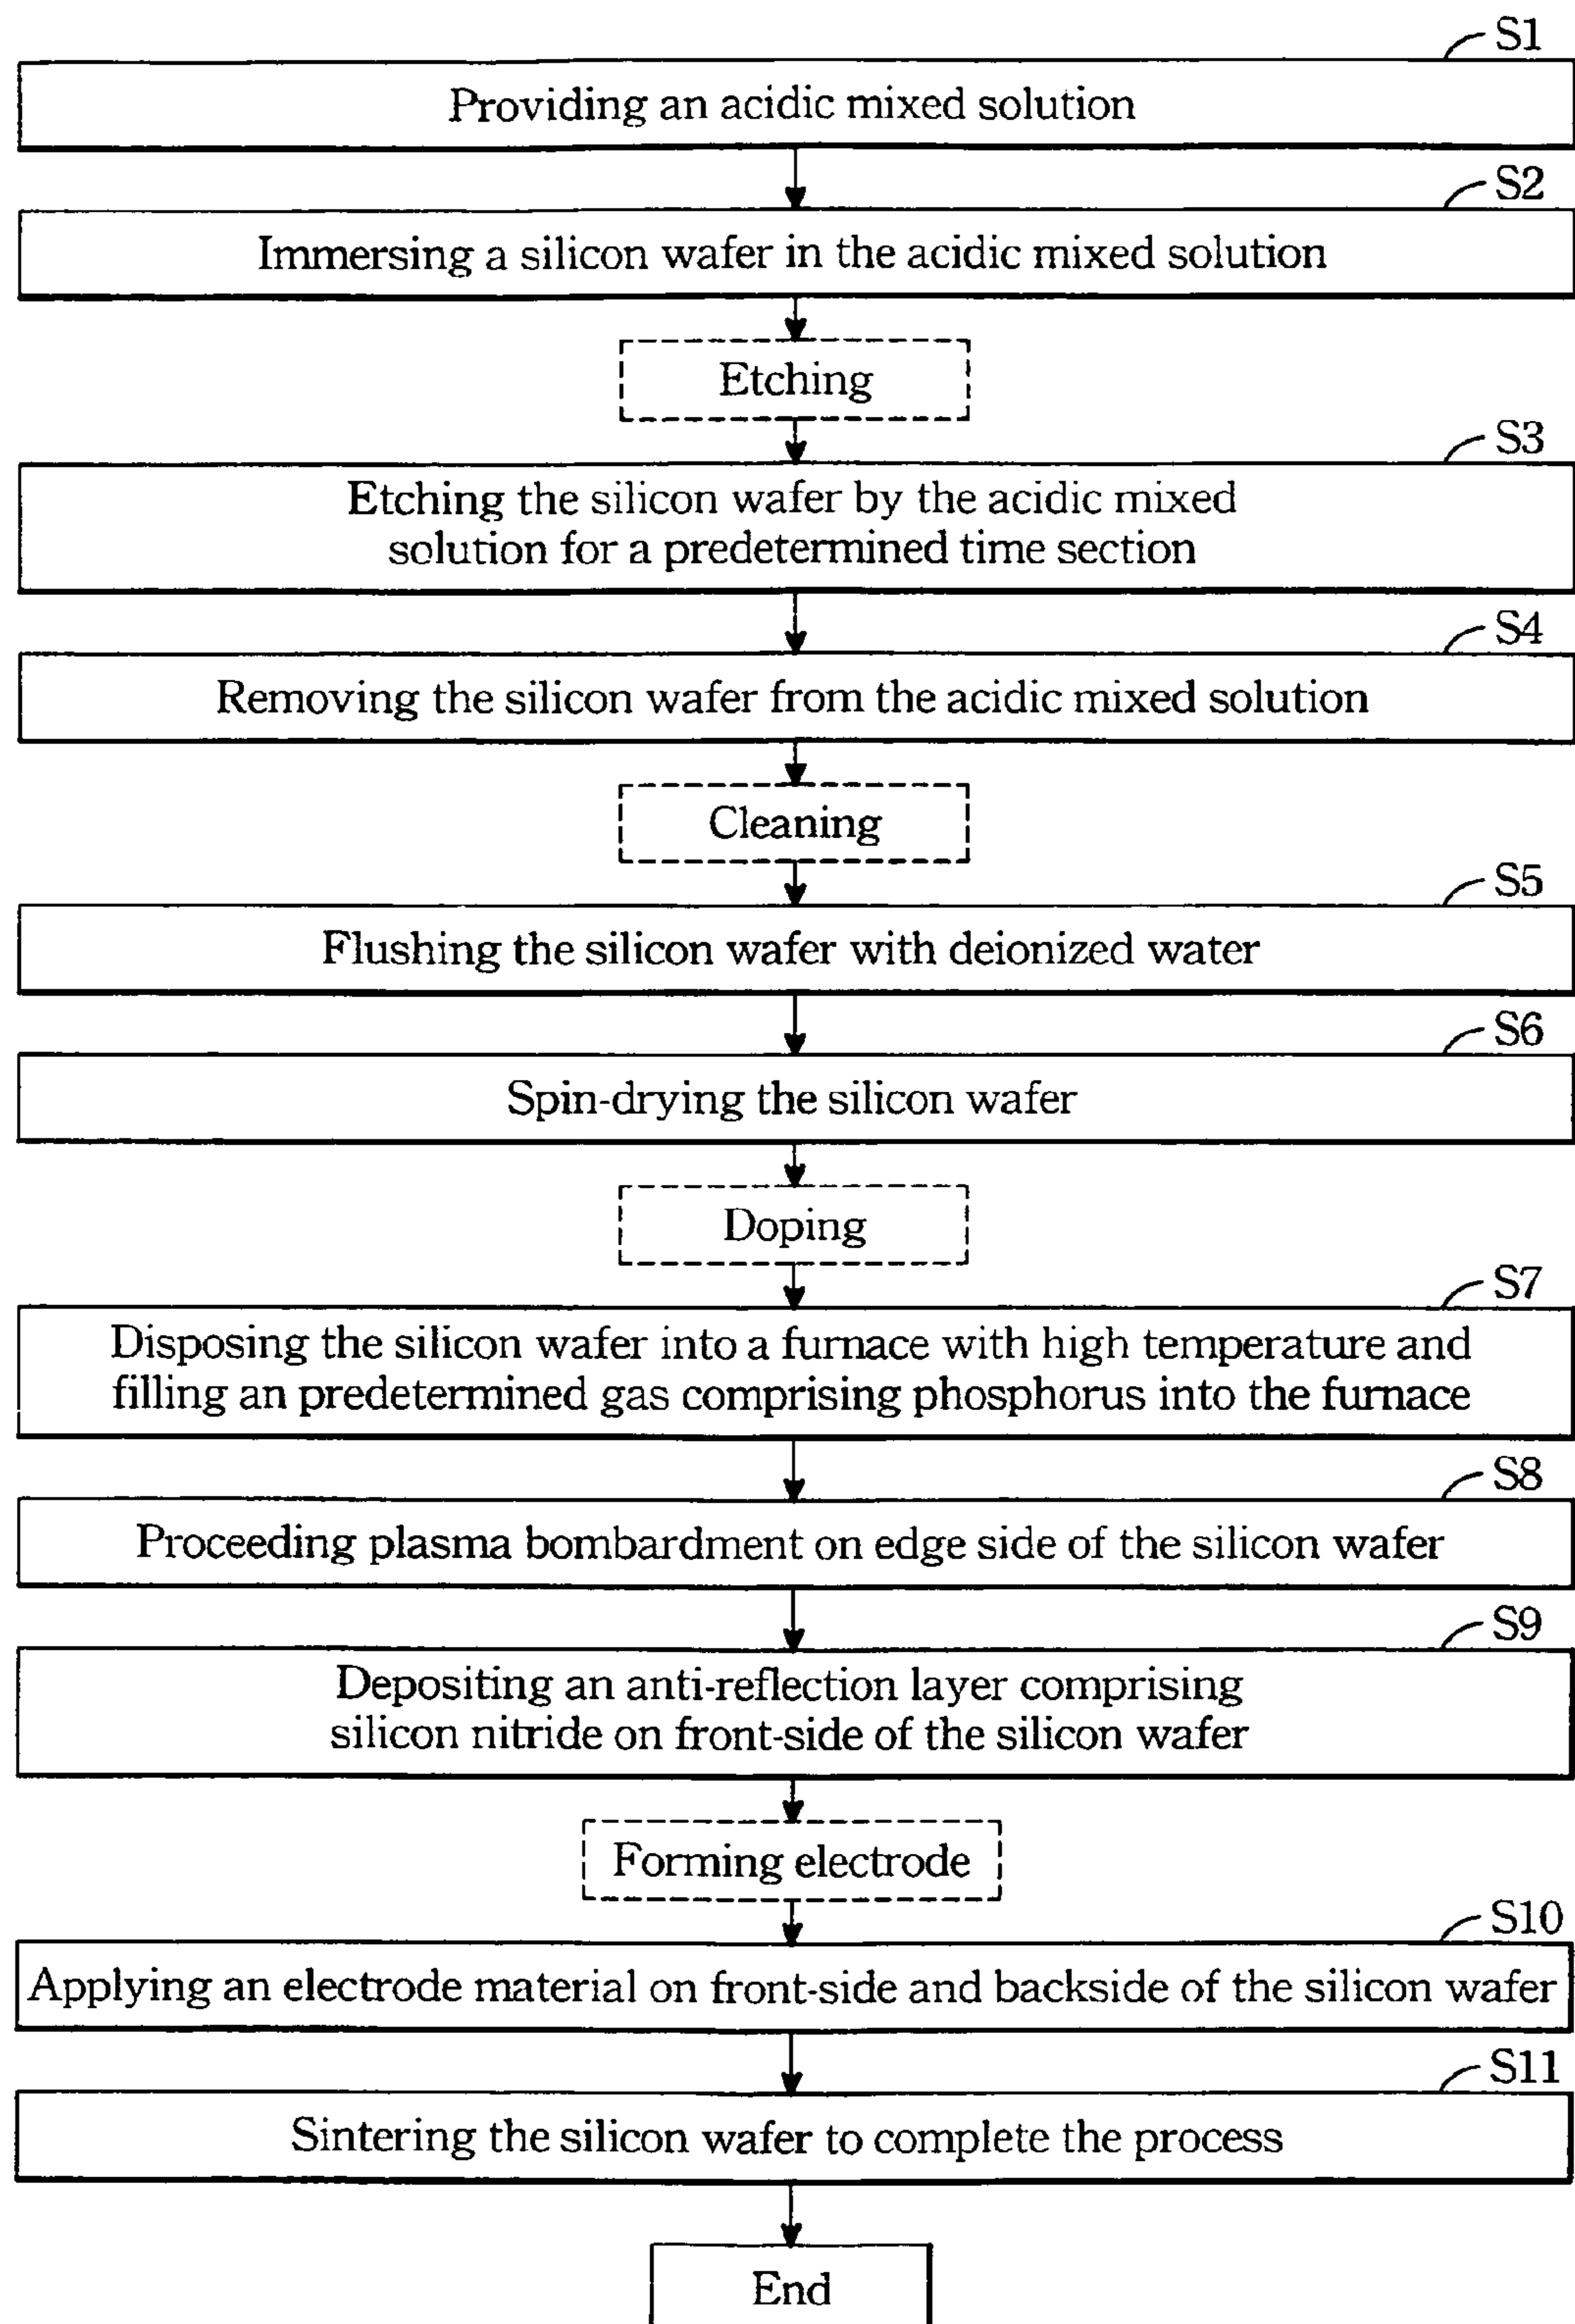 S1
Providing an acidic mixed solution
S2
Immersing a silicon wafer in the acidic mixed solution
Etching
S3
Etching the silicon wafer by the acidic mixed
solution for a predetermined time section
S4
Removing the silicon wafer from the acidic mixed solution
Cleaning
S5
Flushing the silicon wafer with deionized water
S6
Spin-drying the silicon wafer
Doping
S7
Disposing the silicon wafer into a furnace with high temperature and
filling an predetermined gas comprising phosphorus into the furnace
S8
Proceeding plasma bombardment on edge side of the silicon wafer
S9
Depositing an anti-reflection layer comprising
silicon nitride on front-side of the silicon wafer
Forming electrode
S10
Applying an electrode material on front-side and backside of the silicon wafer
S11
Sintering the silicon wafer to complete the process
End